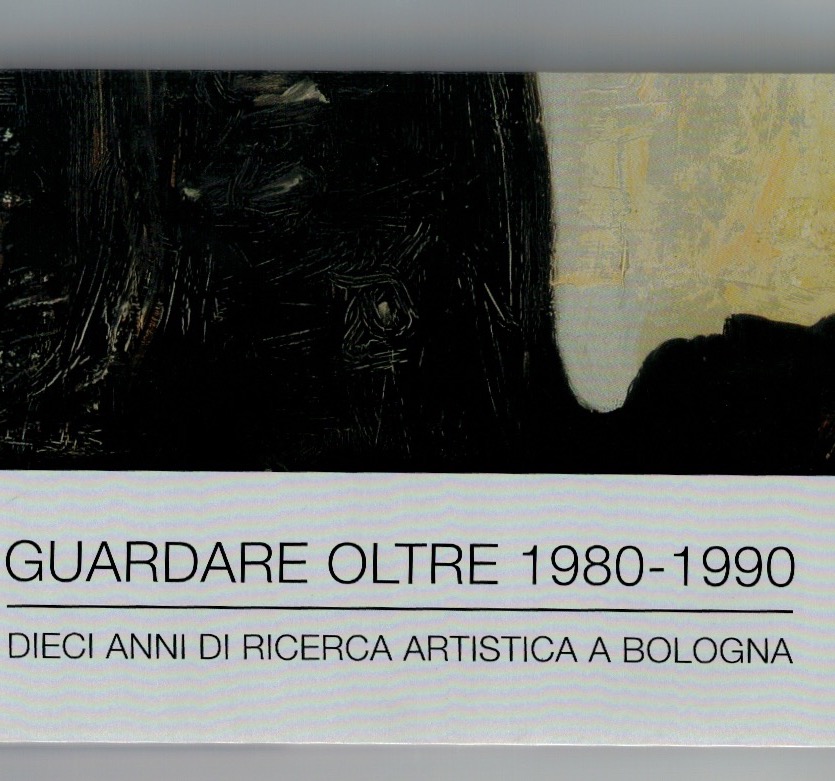 GUARDARE OLTRE 1980-1990
DIECI ANNI DI RICERCA ARTISTICA A BOLOGNA